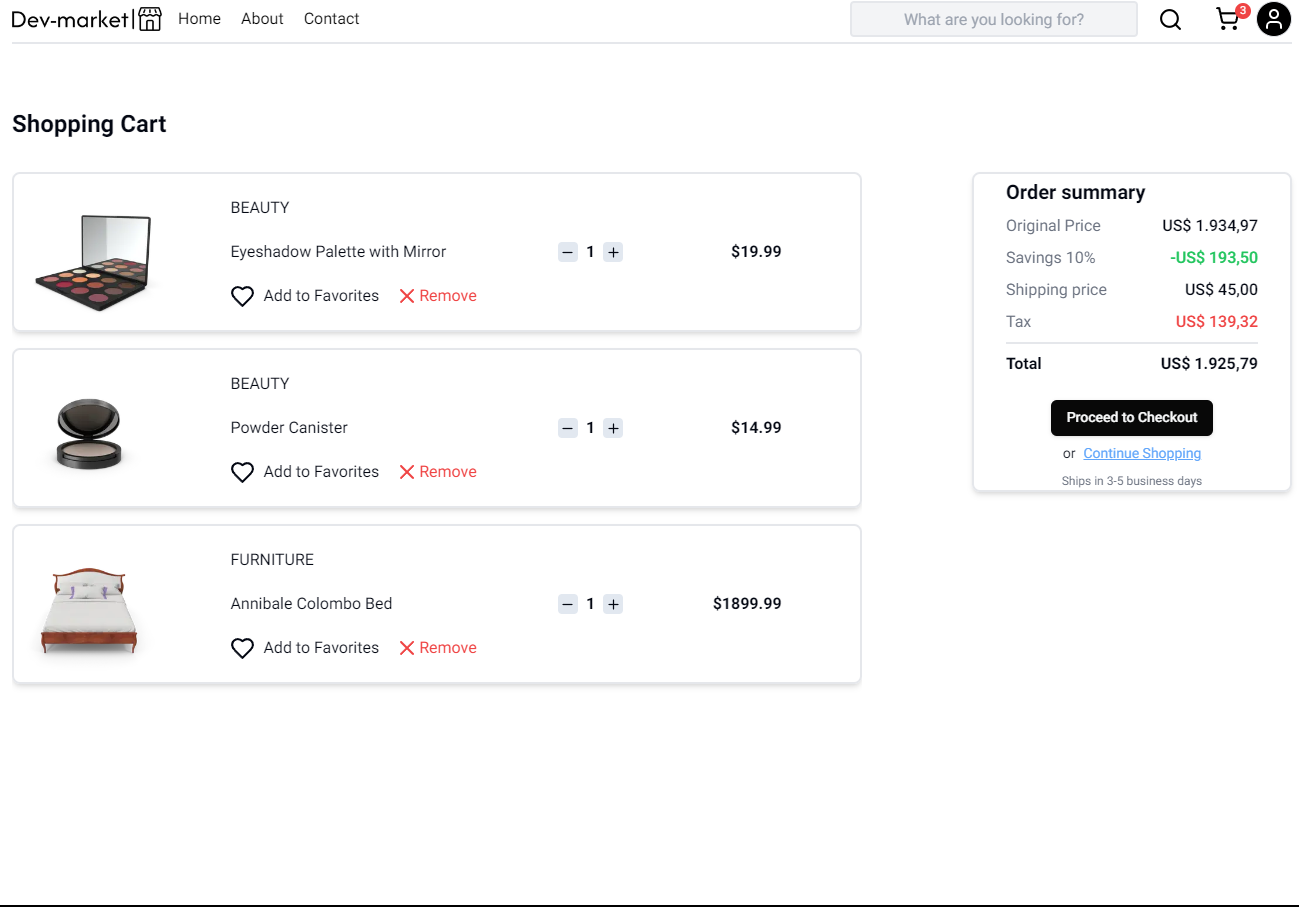 Dev-market Home About Contact What are you looking for? 3
Shopping Cart
BEAUTY
Eyeshadow Palette with Mirror 1 $19.99
Add to Favorites Remove
BEAUTY
Powder Canister 1 $14.99
Add to Favorites Remove
FURNITURE
Annibale Colombo Bed 1 $1899.99
Add to Favorites Remove
Order summary
Original Price US$ 1.934,97
Savings 10% -US$ 193,50
Shipping price US$ 45,00
Tax US$ 139,32
Total US$ 1.925,79
Proceed to Checkout
or Continue Shopping
Ships in 3-5 business days